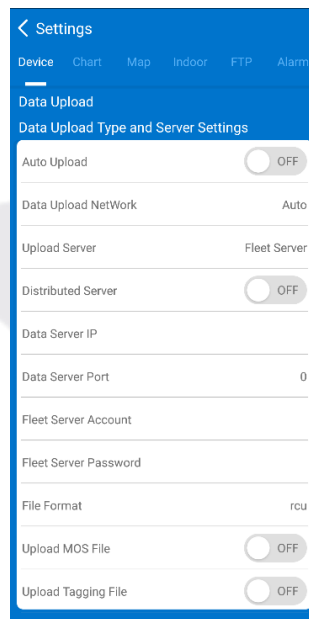 Settings
Device Chart Map Indoor FTP Alarm
Data Upload
Data Upload Type and Server Settings
Auto Upload OFF
Data Upload NetWork Auto
Upload Server Fleet Server
Distributed Server OFF
Data Server IP
Data Server Port 0
Fleet Server Account
Fleet Server Password
File Format rcu
Upload MOS File OFF
Upload Tagging File OFF